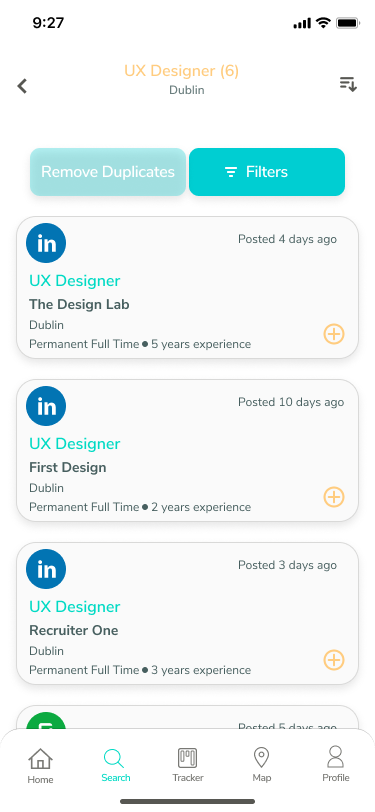 9:27
UX Designer (6)
Dublin
Remove Duplicates
Filters
in
Posted 4 days ago
UX Designer
The Design Lab
Dublin
Permanent Full Time • 5 years experience
in
Posted 10 days ago
UX Designer
First Design
Dublin
Permanent Full Time • 2 years experience
in
Posted 3 days ago
UX Designer
Recruiter One
Dublin
Permanent Full Time • 3 years experience
Posted 5 days ago
Home
Search
Tracker
Map
Profile